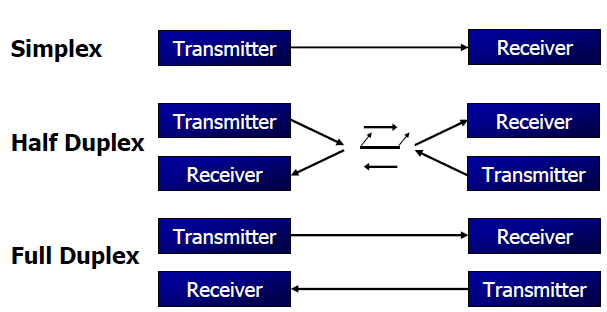 Simplex
Transmitter
Receiver
Half Duplex
Transmitter
Receiver
Receiver
Transmitter
Full Duplex
Transmitter
Receiver
Receiver
Transmitter